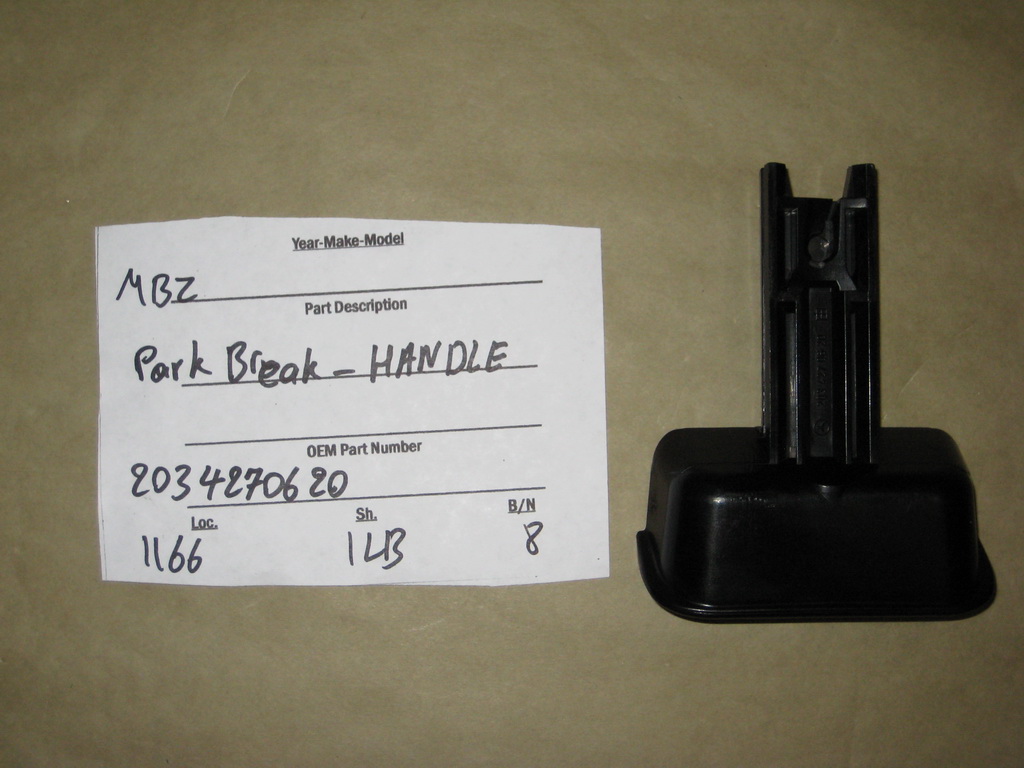 Year-Make-Model
MBZ
Part Description
Park Break - HANDLE
OEM Part Number
2034270620
Loc. Sh. B/N
1166 1LB 8